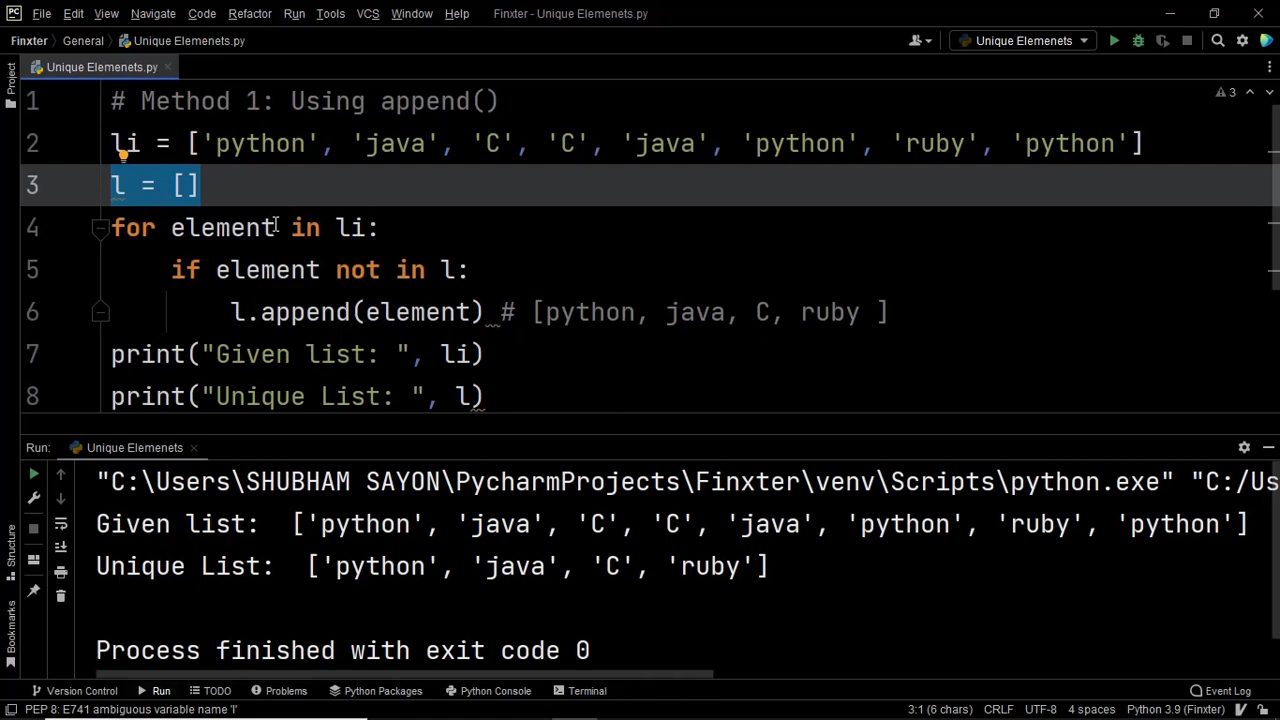 PC File Edit View Navigate Code Refactor Run Tools VCS Window Help Finxter - Unique Elemenets.py
Finxter General Unique Elemenets.py Unique Elemenets
Project
Unique Elemenets.py
3
1 # Method 1: Using append()
2 li = ['python', 'java', 'C', 'C', 'java', 'python', 'ruby', 'python']
3 l = []
4 for element in li:
5 if element not in l:
6 l.append(element) # [python, java, C, ruby ]
7 print("Given list: ", li)
8 print("Unique List: ", l)
Run: Unique Elemenets
"C:\Users\SHUBHAM SAYON\PycharmProjects\Finxter\venv\Scripts\python.exe" "C:/Us
Given list:  ['python', 'java', 'C', 'C', 'java', 'python', 'ruby', 'python']
Unique List:  ['python', 'java', 'C', 'ruby']
Process finished with exit code 0
Structure
Bookmarks
Version Control Run TODO Problems Python Packages Python Console Terminal Event Log
PEP 8: E741 ambiguous variable name 'l' 3:1 (6 chars) CRLF UTF-8 4 spaces Python 3.9 (Finxter)